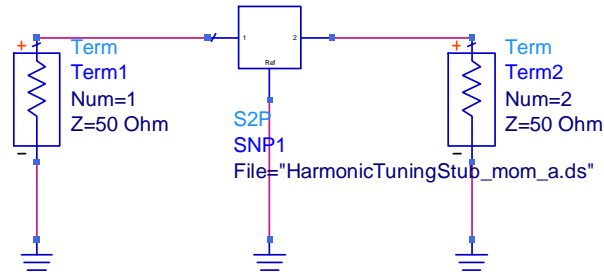 +
Term
Term1
Num=1
Z=50 Ohm
-
1
2
Ref
S2P
SNP1
File="HarmonicTuningStub_mom_a.ds"
+
Term
Term2
Num=2
Z=50 Ohm
-